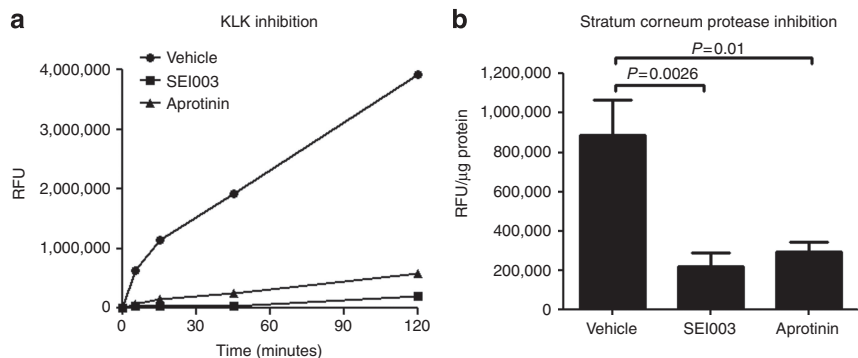 a
KLK inhibition
Vehicle
SEI003
Aprotinin
4,000,000
3,000,000
2,000,000
1,000,000
0
RFU
0 30 60 90 120
Time (minutes)
b
Stratum corneum protease inhibition
P=0.01
P=0.0026
1,200,000
1,000,000
800,000
600,000
400,000
200,000
0
RFU/μg protein
Vehicle SEI003 Aprotinin